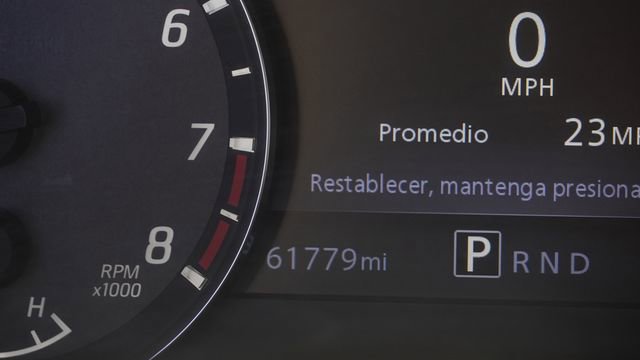 6
7
8
RPM
x1000
H
0
MPH
Promedio 23
Restablecer, mantenga
61779mi P R N D